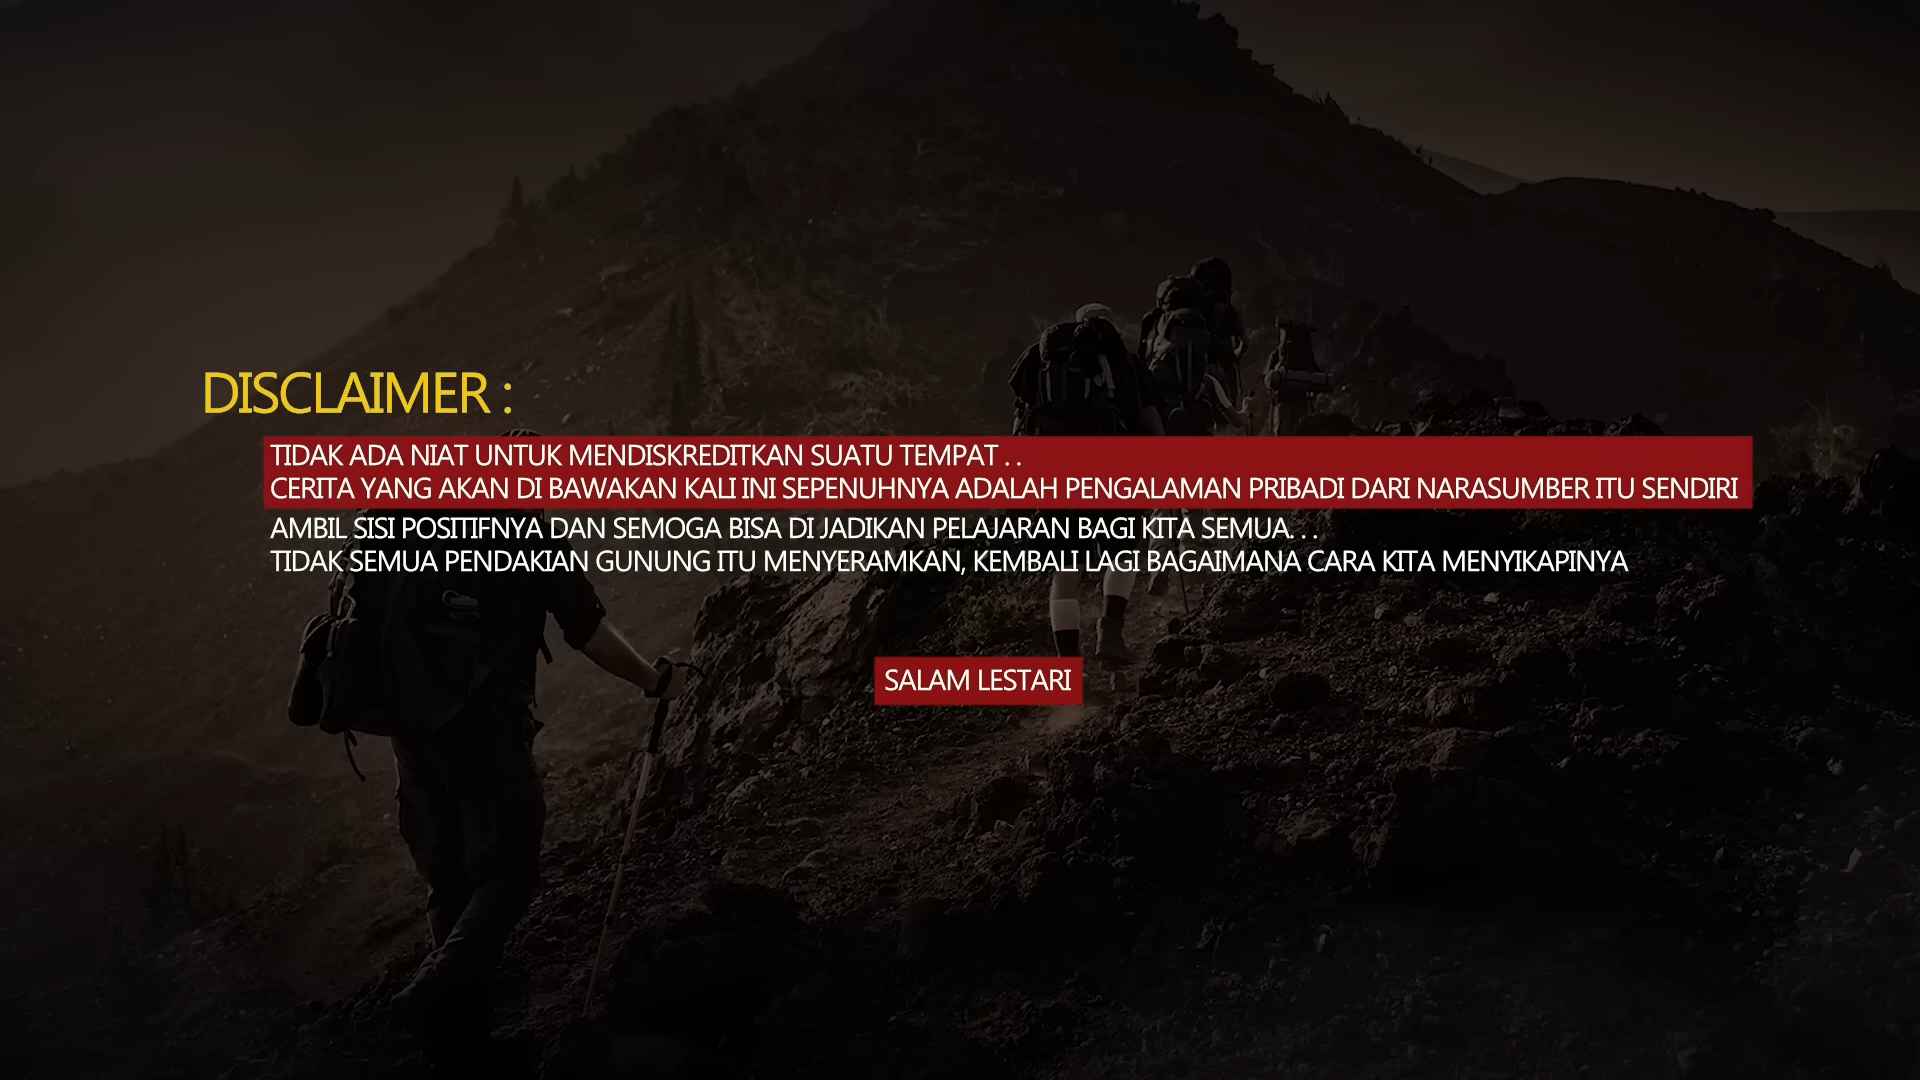 DISCLAIMER :
TIDAK ADA NIAT UNTUK MENDISKREDITKAN SUATU TEMPAT . .
CERITA YANG AKAN DI BAWAKAN KALI INI SEPENUHNYA ADALAH PENGALAMAN PRIBADI DARI NARASUMBER ITU SENDIRI
AMBIL SISI POSITIFNYA DAN SEMOGA BISA DI JADIKAN PELAJARAN BAGI KITA SEMUA. . .
TIDAK SEMUA PENDAKIAN GUNUNG ITU MENYERAMKAN, KEMBALI LAGI BAGAIMANA CARA KITA MENYIKAPINYA
SALAM LESTARI